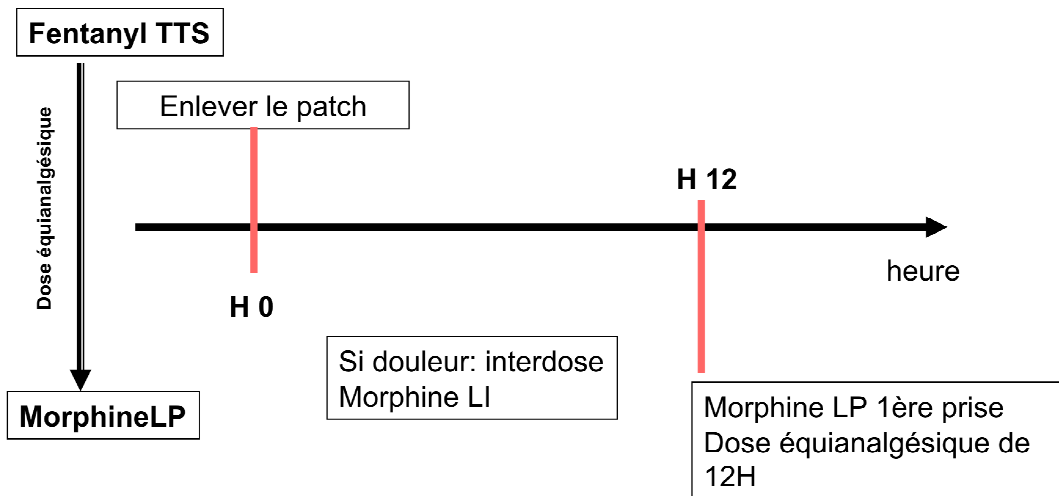 Fentanyl TTS
Dose équianalgésique
Enlever le patch
H 12
heure
H 0
Si douleur: interdose
Morphine LI
MorphineLP
Morphine LP 1ère prise
Dose équianalgésique de
12H